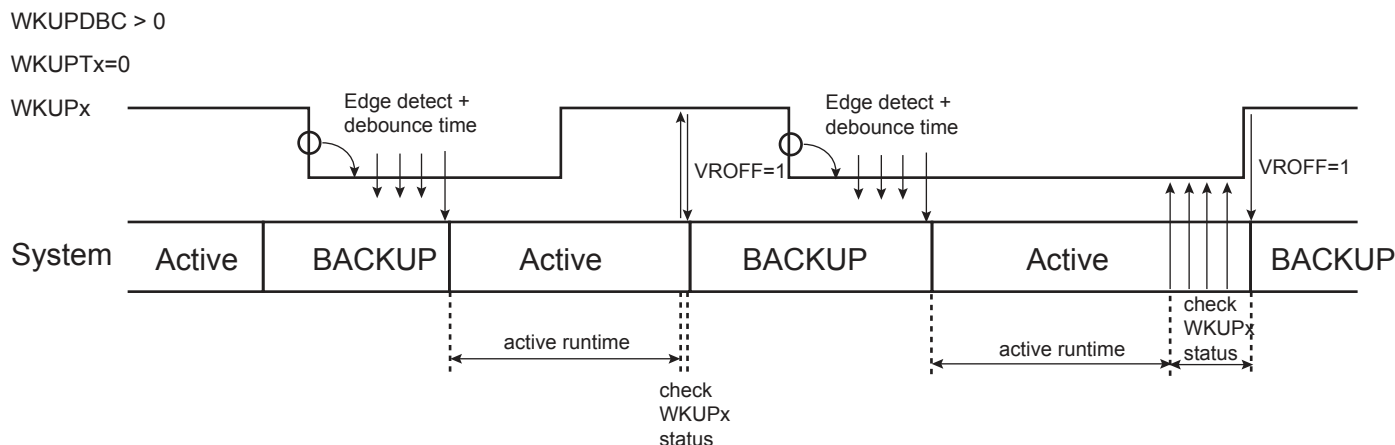 WKUPDBC > 0
WKUPTx=0
WKUPx
Edge detect +
debounce time
VROFF=1
Edge detect +
debounce time
VROFF=1
System
Active
BACKUP
Active
BACKUP
Active
BACKUP
active runtime
check
WKUPx
status
active runtime
check
WKUPx
status